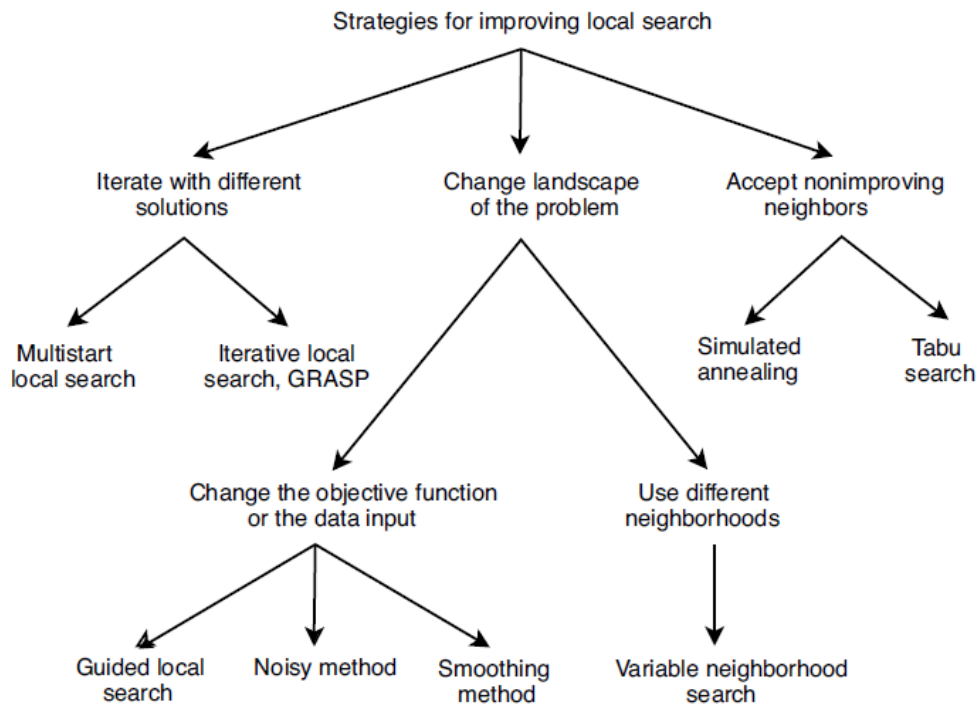 Strategies for improving local search
Iterate with different
solutions
Change landscape
of the problem
Accept nonimproving
neighbors
Multistart
local search
Iterative local
search, GRASP
Simulated
annealing
Tabu
search
Change the objective function
or the data input
Use different
neighborhoods
Guided local
search
Noisy method
Smoothing
method
Variable neighborhood
search